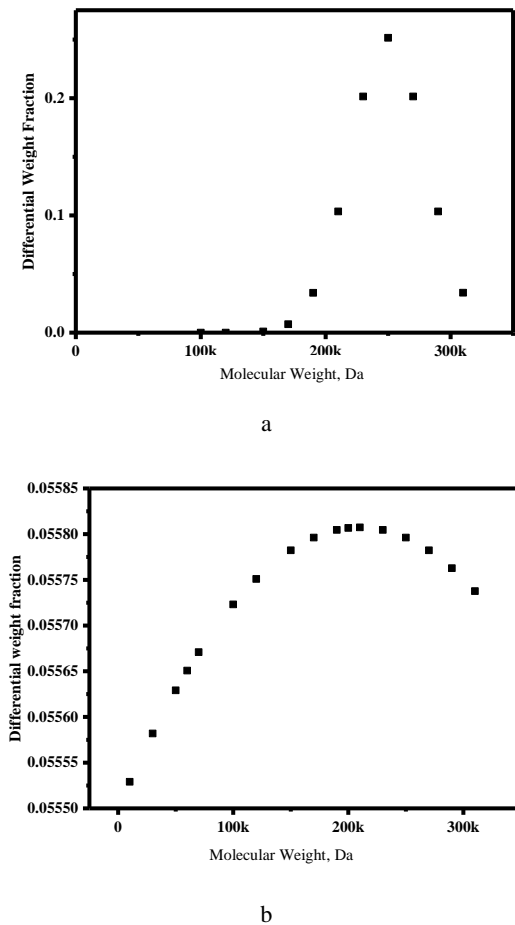 Differential Weight Fraction
0.2
0.1
0.0
0
100k
200k
300k
Molecular Weight, Da
a
Differential weight fraction
0.05585
0.05580
0.05575
0.05570
0.05565
0.05560
0.05555
0.05550
0
100k
200k
300k
Molecular Weight, Da
b